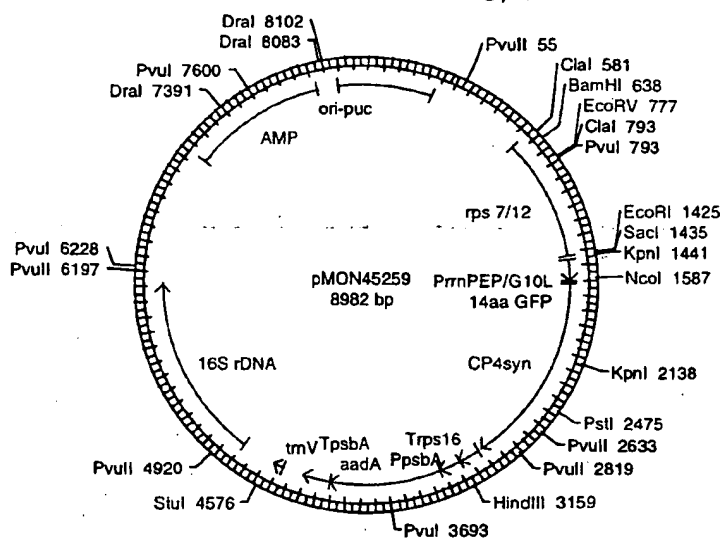 DraI 8102
DraI 8083
PvuI 7600
DraI 7391
PvuII 55
ClaI 581
BamHI 638
EcoRV 777
ClaI 793
PvuI 793
ori-puc
AMP
rps 7/12
EcoRI 1425
SacI 1435
KpnI 1441
NcoI 1587
PvuI 6228
PvuII 6197
pMON45259
8982 bp
PrrnPEP/G10L
14aa GFP
16S rDNA
CP4syn
KpnI 2138
PstI 2475
PvuII 2633
PvuII 2819
HindIII 3159
Trps16
PpsbA
TpsbA
aadA
trnV
PvuII 4920
StuI 4576
PvuI 3693